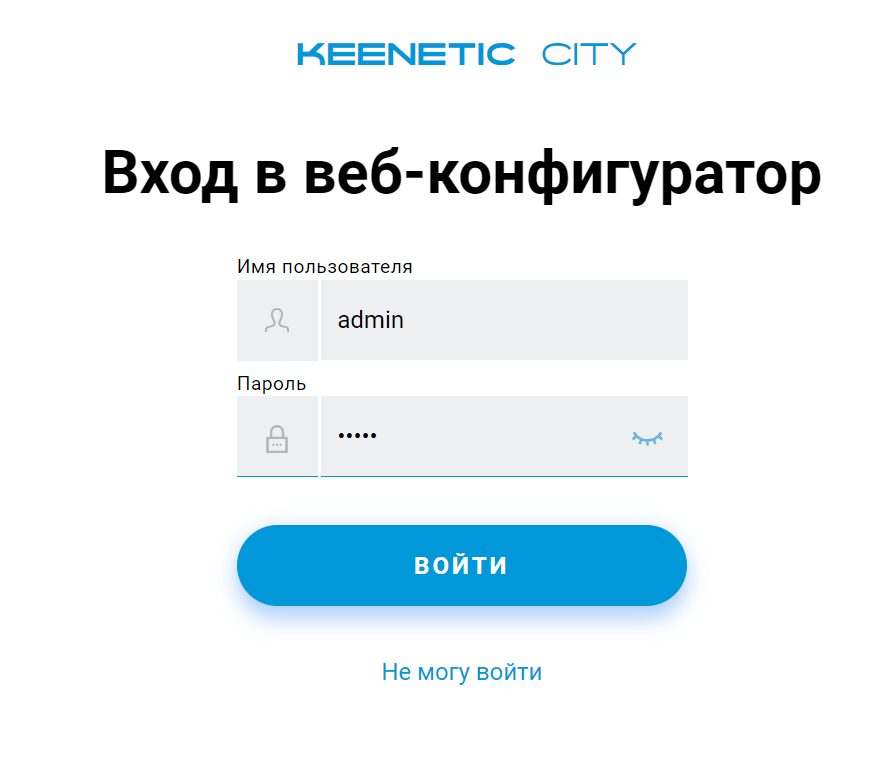 KEENETIC CITY
Вход в веб-конфигуратор
Имя пользователя
admin
Пароль
•••••
ВОЙТИ
Не могу войти